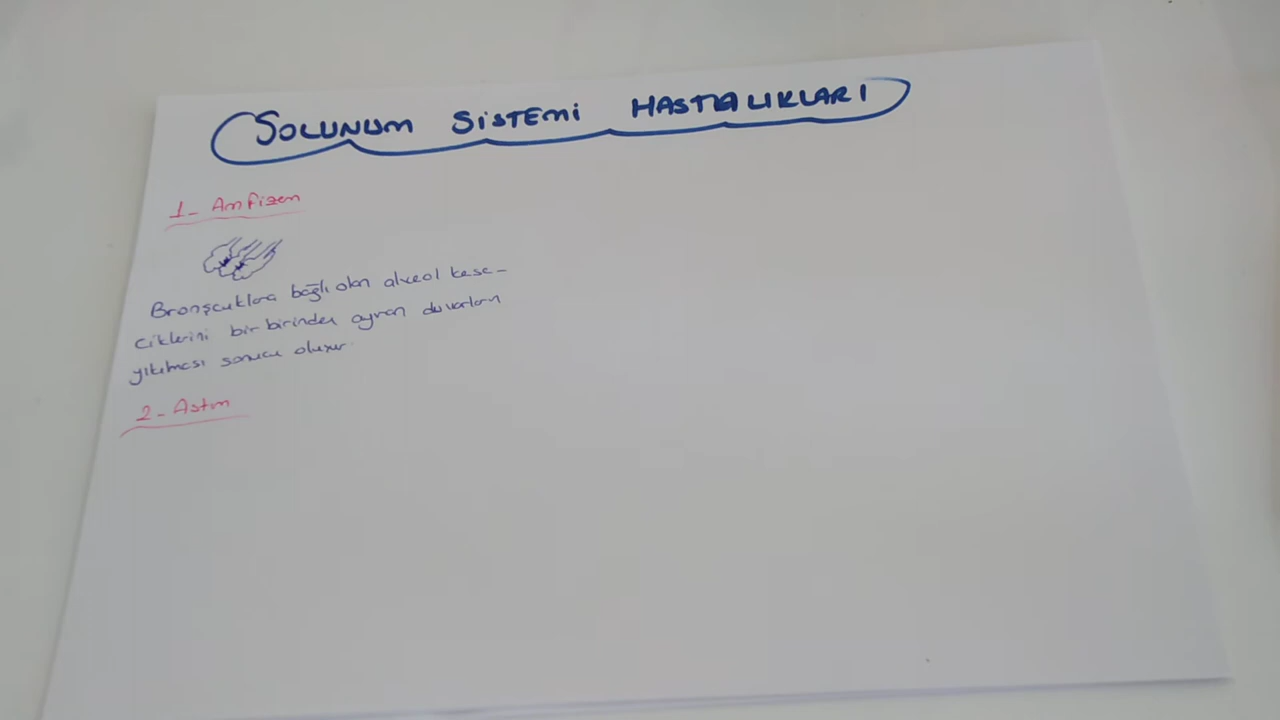 SOLUNUM SİSTEMİ HASTALIKLARI
1- Amfizem
Bronşcuklara bağlı olan alveol kese-
ciklerini birbirinden ayıran duvarların
yıkılması sonucu oluşur.
2- Astım